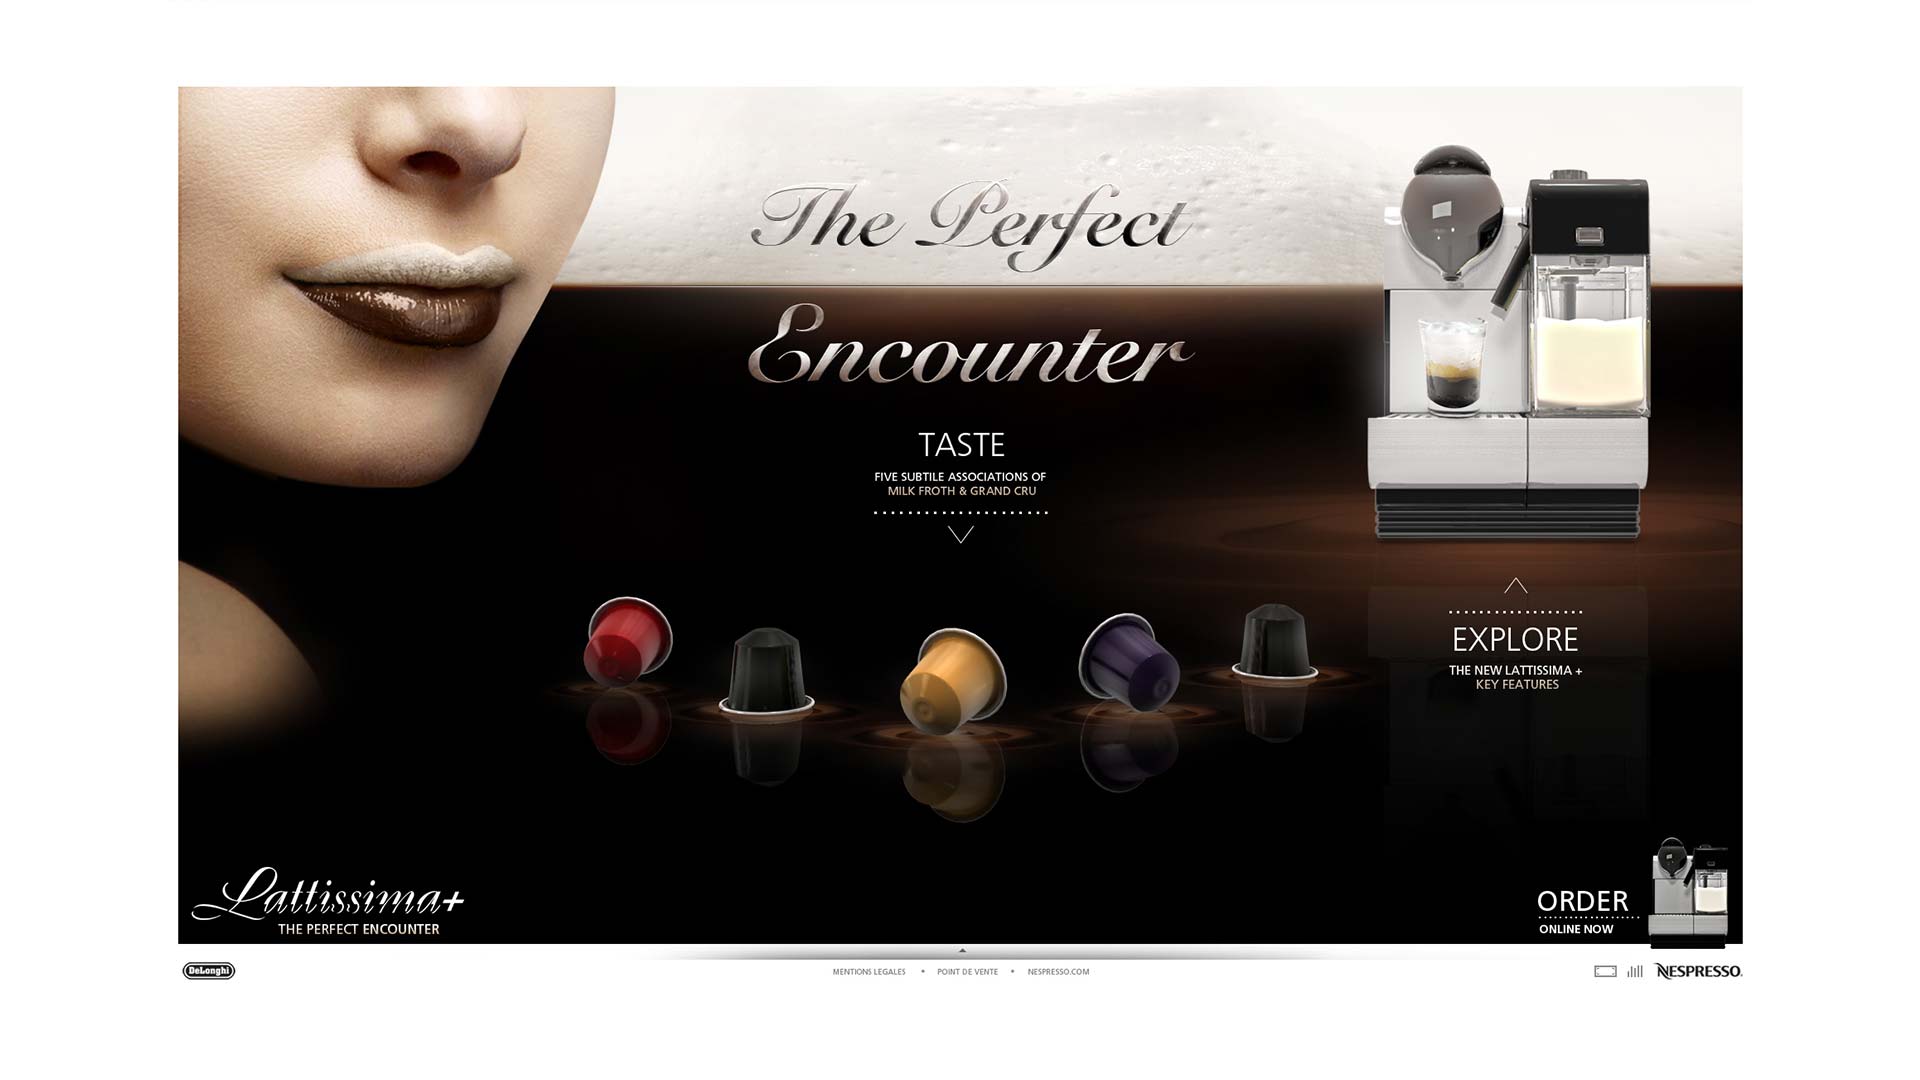 The Perfect
Encounter
TASTE
FIVE SUBTILE ASSOCIATIONS OF
MILK FROTH & GRAND CRU
EXPLORE
THE NEW LATTISSIMA +
KEY FEATURES
Lattissima+
THE PERFECT ENCOUNTER
ORDER
ONLINE NOW
DeLonghi
MENTIONS LEGALES • POINT DE VENTE • NESPRESSO.COM
NESPRESSO.